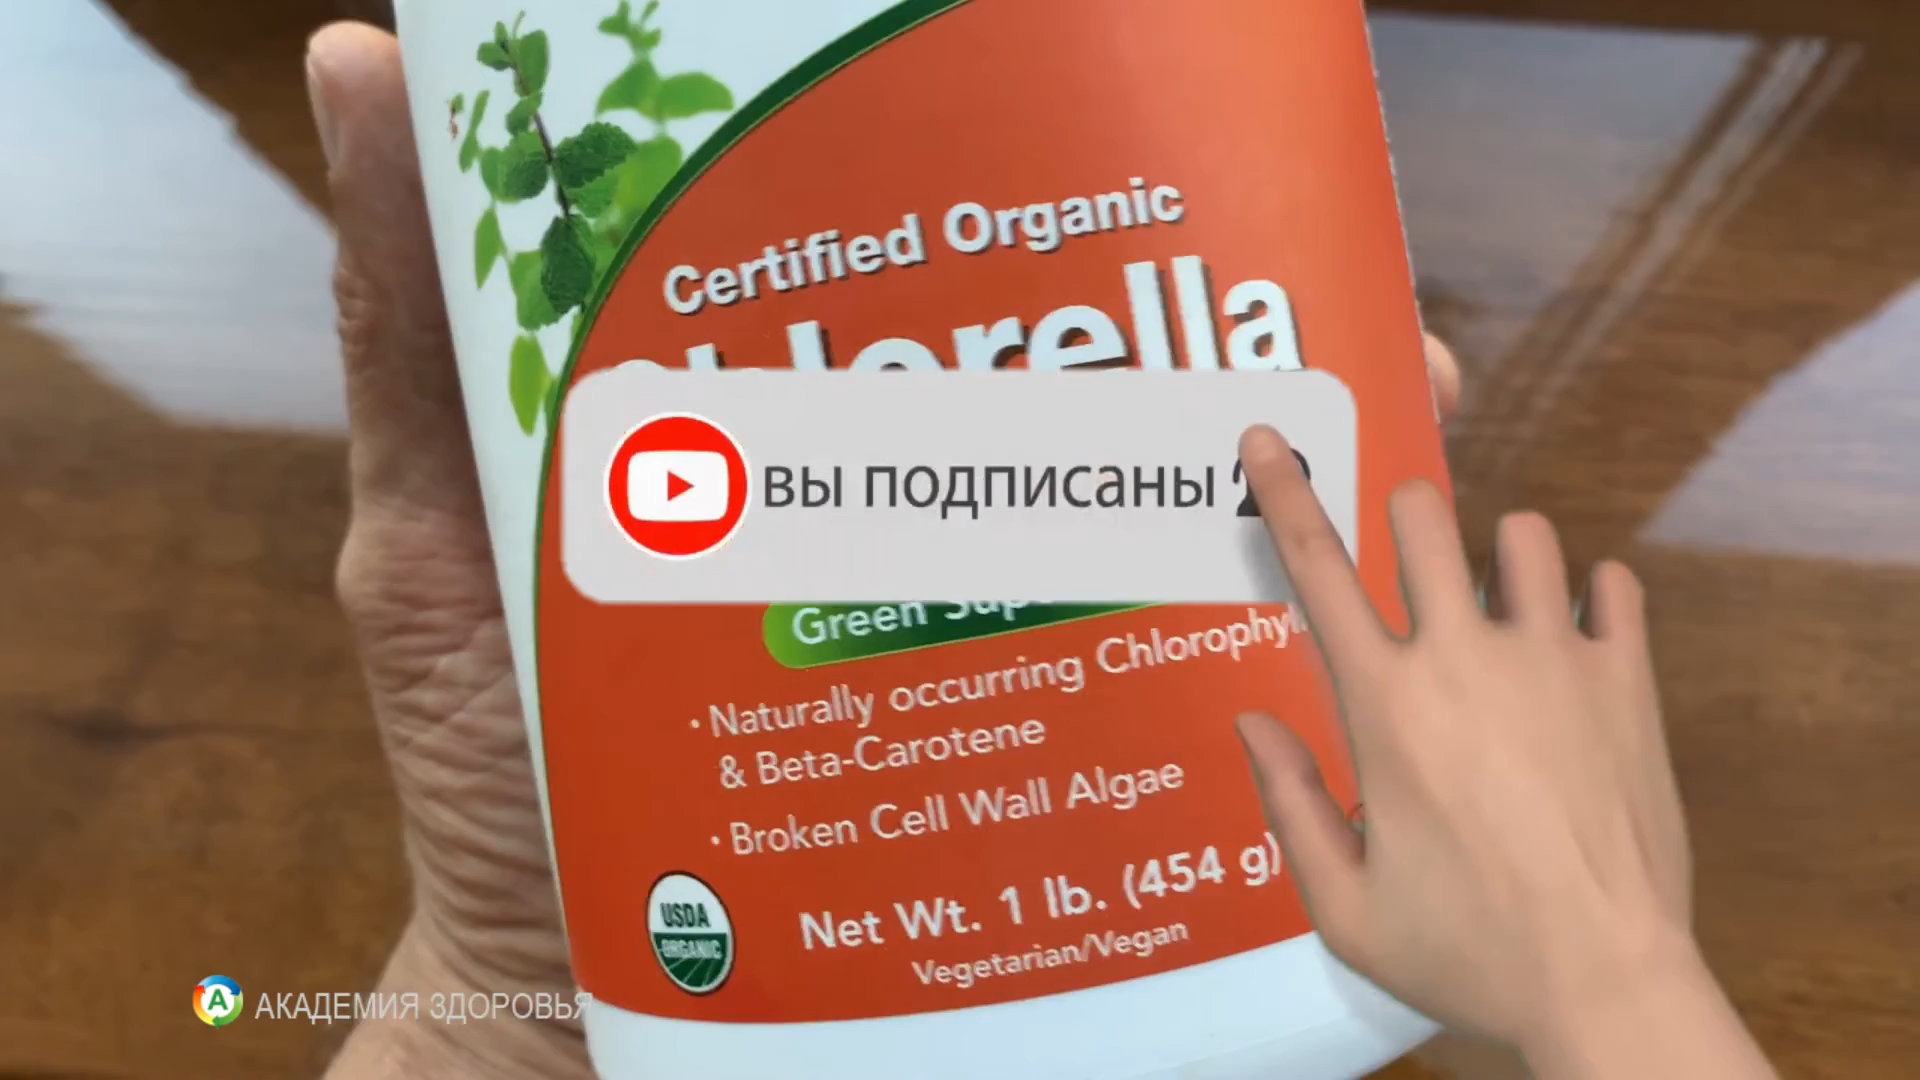 Certified Organic
Chlorella
вы подписаны
Green
• Naturally occurring
& Beta-Carotene
• Broken Cell Wall Algae
USDA
ORGANIC
Net Wt. 1 lb. (454 g)
Vegetarian/Vegan
А АКАДЕМИЯ ЗДОРОВЬЯ